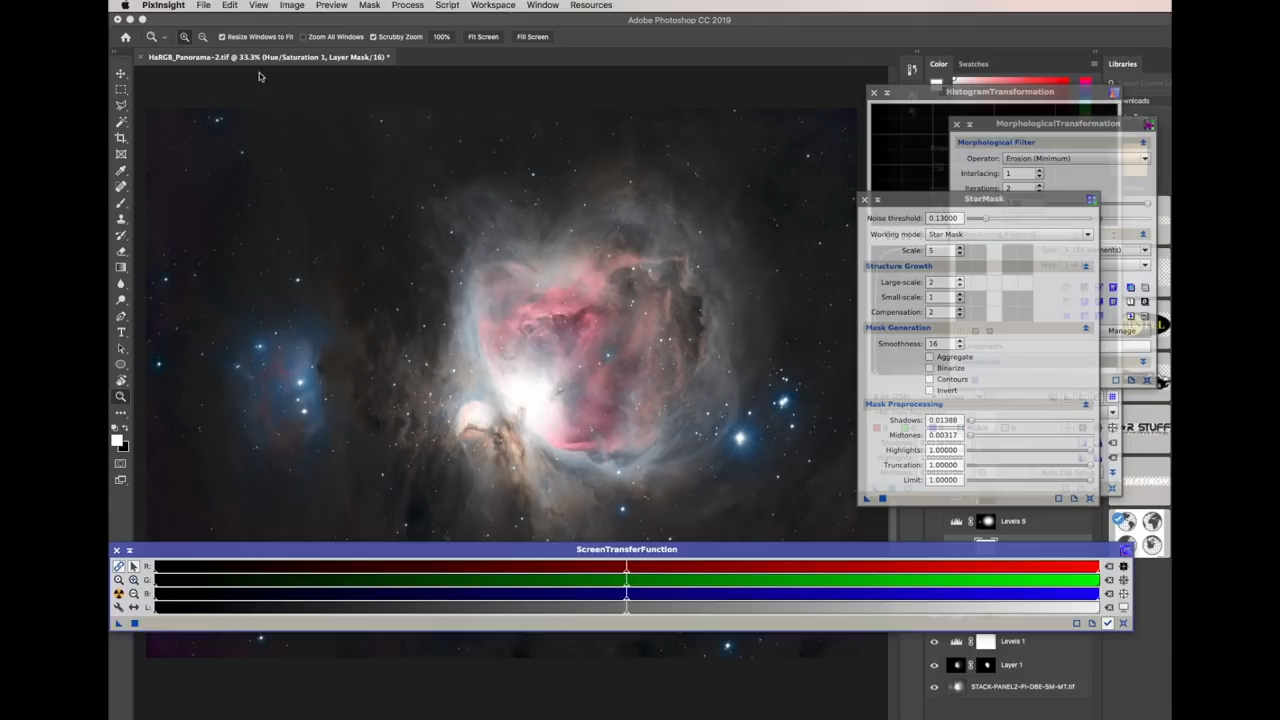 PixInsight File Edit View Image Preview Mask Process Script Workspace Window Resources
Adobe Photoshop CC 2019
Resize Windows to Fit Zoom All Windows Scrubby Zoom 100% Fit Screen Fill Screen
HaRGB_Panorama-2.tif @ 33.3% (Hue/Saturation 1, Layer Mask/16) *
Color Swatches Libraries
HistogramTransformation
wnloads
MorphologicalTransformation
Morphological Filter
Operator: Erosion (Minimum)
Interlacing: 1
Iterations: 2
StarMask
Noise threshold: 0.13000
Working mode: Star Mask
Scale: 5
Structure Growth
Large-scale: 2
Small-scale: 1
Compensation: 2
Mask Generation
Manage
Smoothness: 16
Aggregate
Binarize
Contours
Invert
Mask Preprocessing
Shadows: 0.01388
Midtones: 0.00317
Highlights: 1.00000
Truncation: 1.00000
Limit: 1.00000
R STUFF
Levels 5
ScreenTransferFunction
R:
G:
B:
L:
Levels 1
Layer 1
STACK-PANEL2-PI-DBE-SM-MT.tif